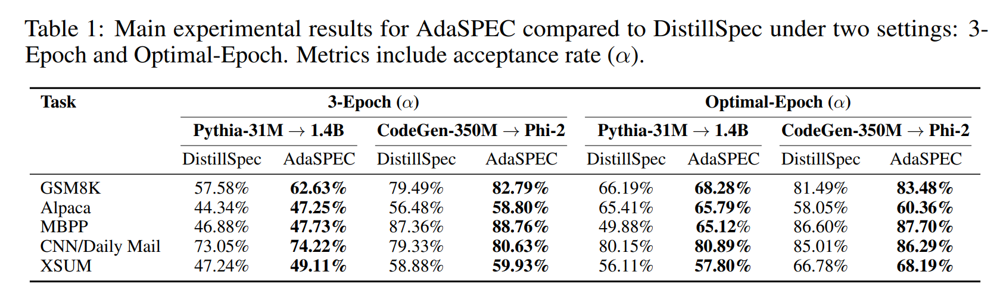 Table 1: Main experimental results for AdaSPEC compared to DistillSpec under two settings: 3-
Epoch and Optimal-Epoch. Metrics include acceptance rate (α).
Task 3-Epoch (α) Optimal-Epoch (α)
Pythia-31M → 1.4B CodeGen-350M → Phi-2 Pythia-31M → 1.4B CodeGen-350M → Phi-2
DistillSpec AdaSPEC DistillSpec AdaSPEC DistillSpec AdaSPEC DistillSpec AdaSPEC
GSM8K 57.58% 62.63% 79.49% 82.79% 66.19% 68.28% 81.49% 83.48%
Alpaca 44.34% 47.25% 56.48% 58.80% 65.41% 65.79% 58.05% 60.36%
MBPP 46.88% 47.73% 87.36% 88.76% 49.88% 65.12% 86.60% 87.70%
CNN/Daily Mail 73.05% 74.22% 79.33% 80.63% 80.15% 80.89% 85.01% 86.29%
XSUM 47.24% 49.11% 58.88% 59.93% 56.11% 57.80% 66.78% 68.19%